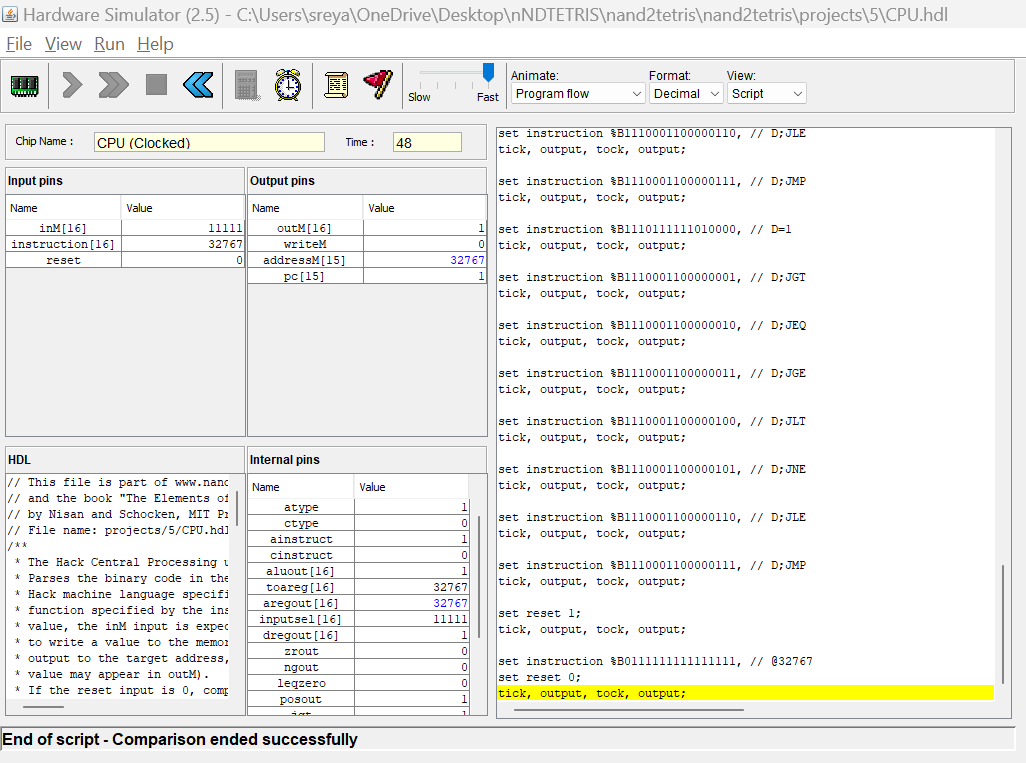 Hardware Simulator (2.5) - C:\Users\sreya\OneDrive\Desktop\nNDTETRIS\nand2tetris\nand2tetris\projects\5\CPU.hdl
File View Run Help
Slow
Fast
Animate:
Program flow
Format:
Decimal
View:
Script
Chip Name :
CPU (Clocked)
Time :
48
Input pins
Name Value
inM[16] 11111
instruction[16] 32767
reset 0
Output pins
Name Value
outM[16] 1
writeM 0
addressM[15] 32767
pc[15] 1
HDL
// This file is part of www.nand
// and the book "The Elements of
// by Nisan and Schocken, MIT Pr
// File name: projects/5/CPU.hdl
/**
* The Hack Central Processing u
* Parses the binary code in the
* Hack machine language specifi
* function specified by the ins
* value, the inM input is expec
* to write a value to the memor
* output to the target address,
* value may appear in outM).
* If the reset input is 0, comp
Internal pins
Name Value
atype 1
ctype 0
ainstruct 1
cinstruct 0
aluout[16] 1
toareg[16] 32767
aregout[16] 32767
inputsel[16] 11111
dregout[16] 1
zrout 0
ngout 0
leqzero 0
posout 1
set instruction %B1110001100000110, // D;JLE
tick, output, tock, output;
set instruction %B1110001100000111, // D;JMP
tick, output, tock, output;
set instruction %B1110111111010000, // D=1
tick, output, tock, output;
set instruction %B1110001100000001, // D;JGT
tick, output, tock, output;
set instruction %B1110001100000010, // D;JEQ
tick, output, tock, output;
set instruction %B1110001100000011, // D;JGE
tick, output, tock, output;
set instruction %B1110001100000100, // D;JLT
tick, output, tock, output;
set instruction %B1110001100000101, // D;JNE
tick, output, tock, output;
set instruction %B1110001100000110, // D;JLE
tick, output, tock, output;
set instruction %B1110001100000111, // D;JMP
tick, output, tock, output;
set reset 1;
tick, output, tock, output;
set instruction %B0111111111111111, // @32767
set reset 0;
tick, output, tock, output;
End of script - Comparison ended successfully